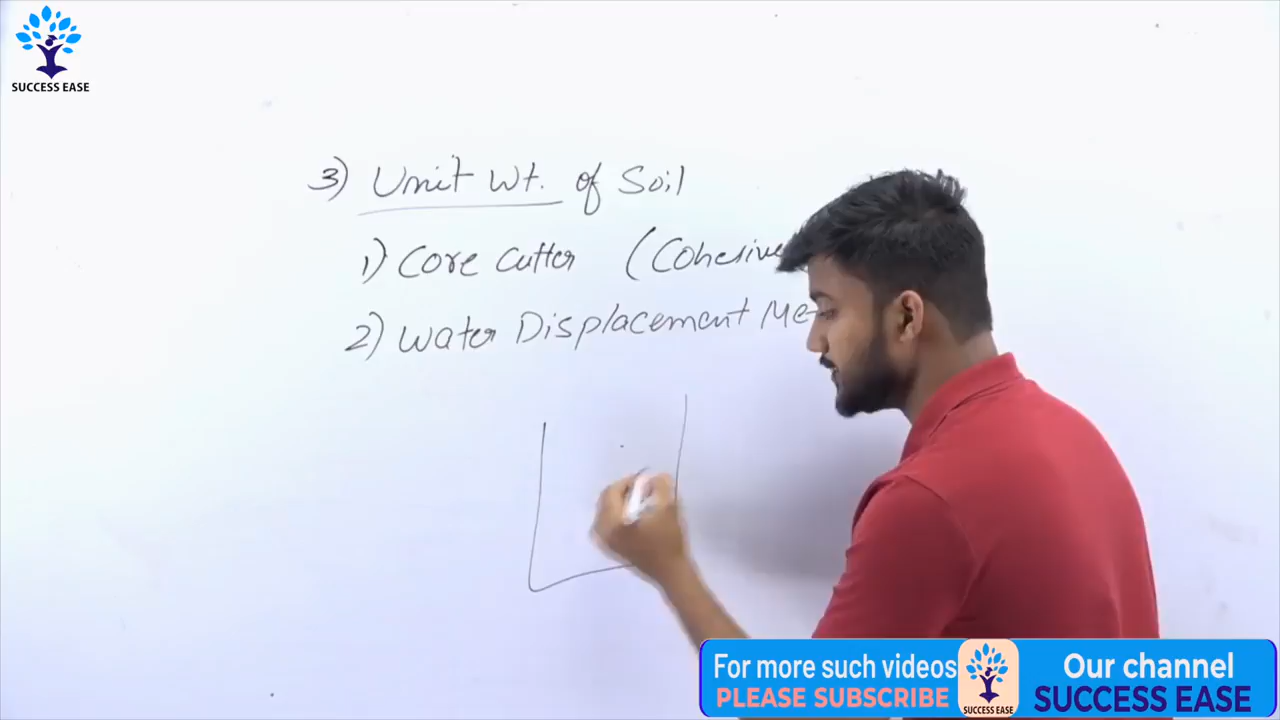 SUCCESS EASE
3) Unit Wt. of Soil
1) Core Cutter (Cohesive
2) Water Displacement Me
For more such videos
PLEASE SUBSCRIBE
SUCCESS EASE
Our channel
SUCCESS EASE